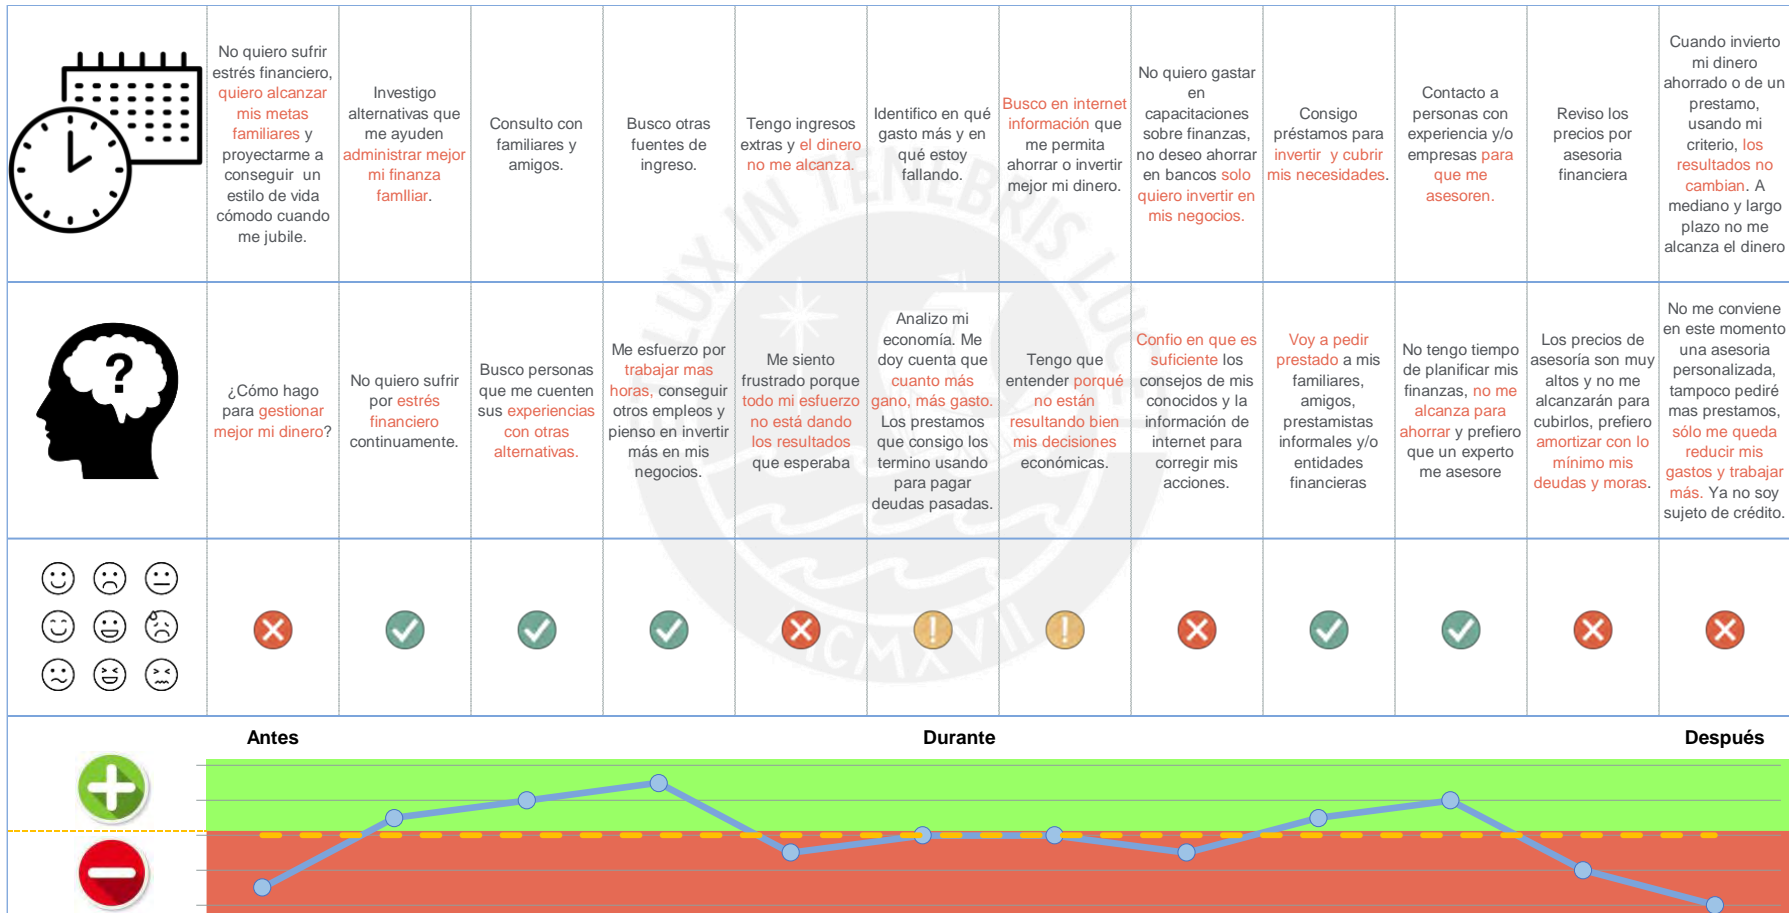 No quiero sufrir
estrés financiero,
quiero alcanzar
mis metas
familiares y
proyectarme a
conseguir un
estilo de vida
cómodo cuando
me jubile.
Investigo
alternativas que
me ayuden
administrar mejor
mi finanza
famlliar.
Consulto con
familiares y
amigos.
Busco otras
fuentes de
ingreso.
Tengo ingresos
extras y el dinero
no me alcanza.
Identifico en qué
gasto más y en
qué estoy
fallando.
Busco en internet
información que
me permita
ahorrar o invertir
mejor mi dinero.
No quiero gastar
en
capacitaciones
sobre finanzas,
no deseo ahorrar
en bancos solo
quiero invertir en
mis negocios.
Consigo
préstamos para
invertir y cubrir
mis necesidades.
Contacto a
personas con
experiencia y/o
empresas para
que me
asesoren.
Reviso los
precios por
asesoria
financiera
Cuando invierto
mi dinero
ahorrado o de un
prestamo,
usando mi
criterio, los
resultados no
cambian. A
mediano y largo
plazo no me
alcanza el dinero
?
¿Cómo hago
para gestionar
mejor mi dinero?
No quiero sufrir
por estrés
financiero
continuamente.
Busco personas
que me cuenten
sus experiencias
con otras
alternativas.
Me esfuerzo por
trabajar mas
horas, conseguir
otros empleos y
pienso en invertir
más en mis
negocios.
Me siento
frustrado porque
todo mi esfuerzo
no está dando
los resultados
que esperaba
Analizo mi
economía. Me
doy cuenta que
cuanto más
gano, más gasto.
Los prestamos
que consigo los
termino usando
para pagar
deudas pasadas.
Tengo que
entender porqué
no están
resultando bien
mis decisiones
económicas.
Confio en que es
suficiente los
consejos de mis
conocidos y la
información de
internet para
corregir mis
acciones.
Voy a pedir
prestado a mis
familiares,
amigos,
prestamistas
informales y/o
entidades
financieras
No tengo tiempo
de planificar mis
finanzas, no me
alcanza para
ahorrar y prefiero
que un experto
me asesore
Los precios de
asesoría son muy
altos y no me
alcanzarán para
cubirlos, prefiero
amortizar con lo
mínimo mis
deudas y moras.
No me conviene
en este momento
una asesoria
personalizada,
tampoco pediré
mas prestamos,
sólo me queda
reducir mis
gastos y trabajar
más. Ya no soy
sujeto de crédito.
Antes
Durante
Después
ET LUX IN TENEBRIS LUCET
MCMXVII